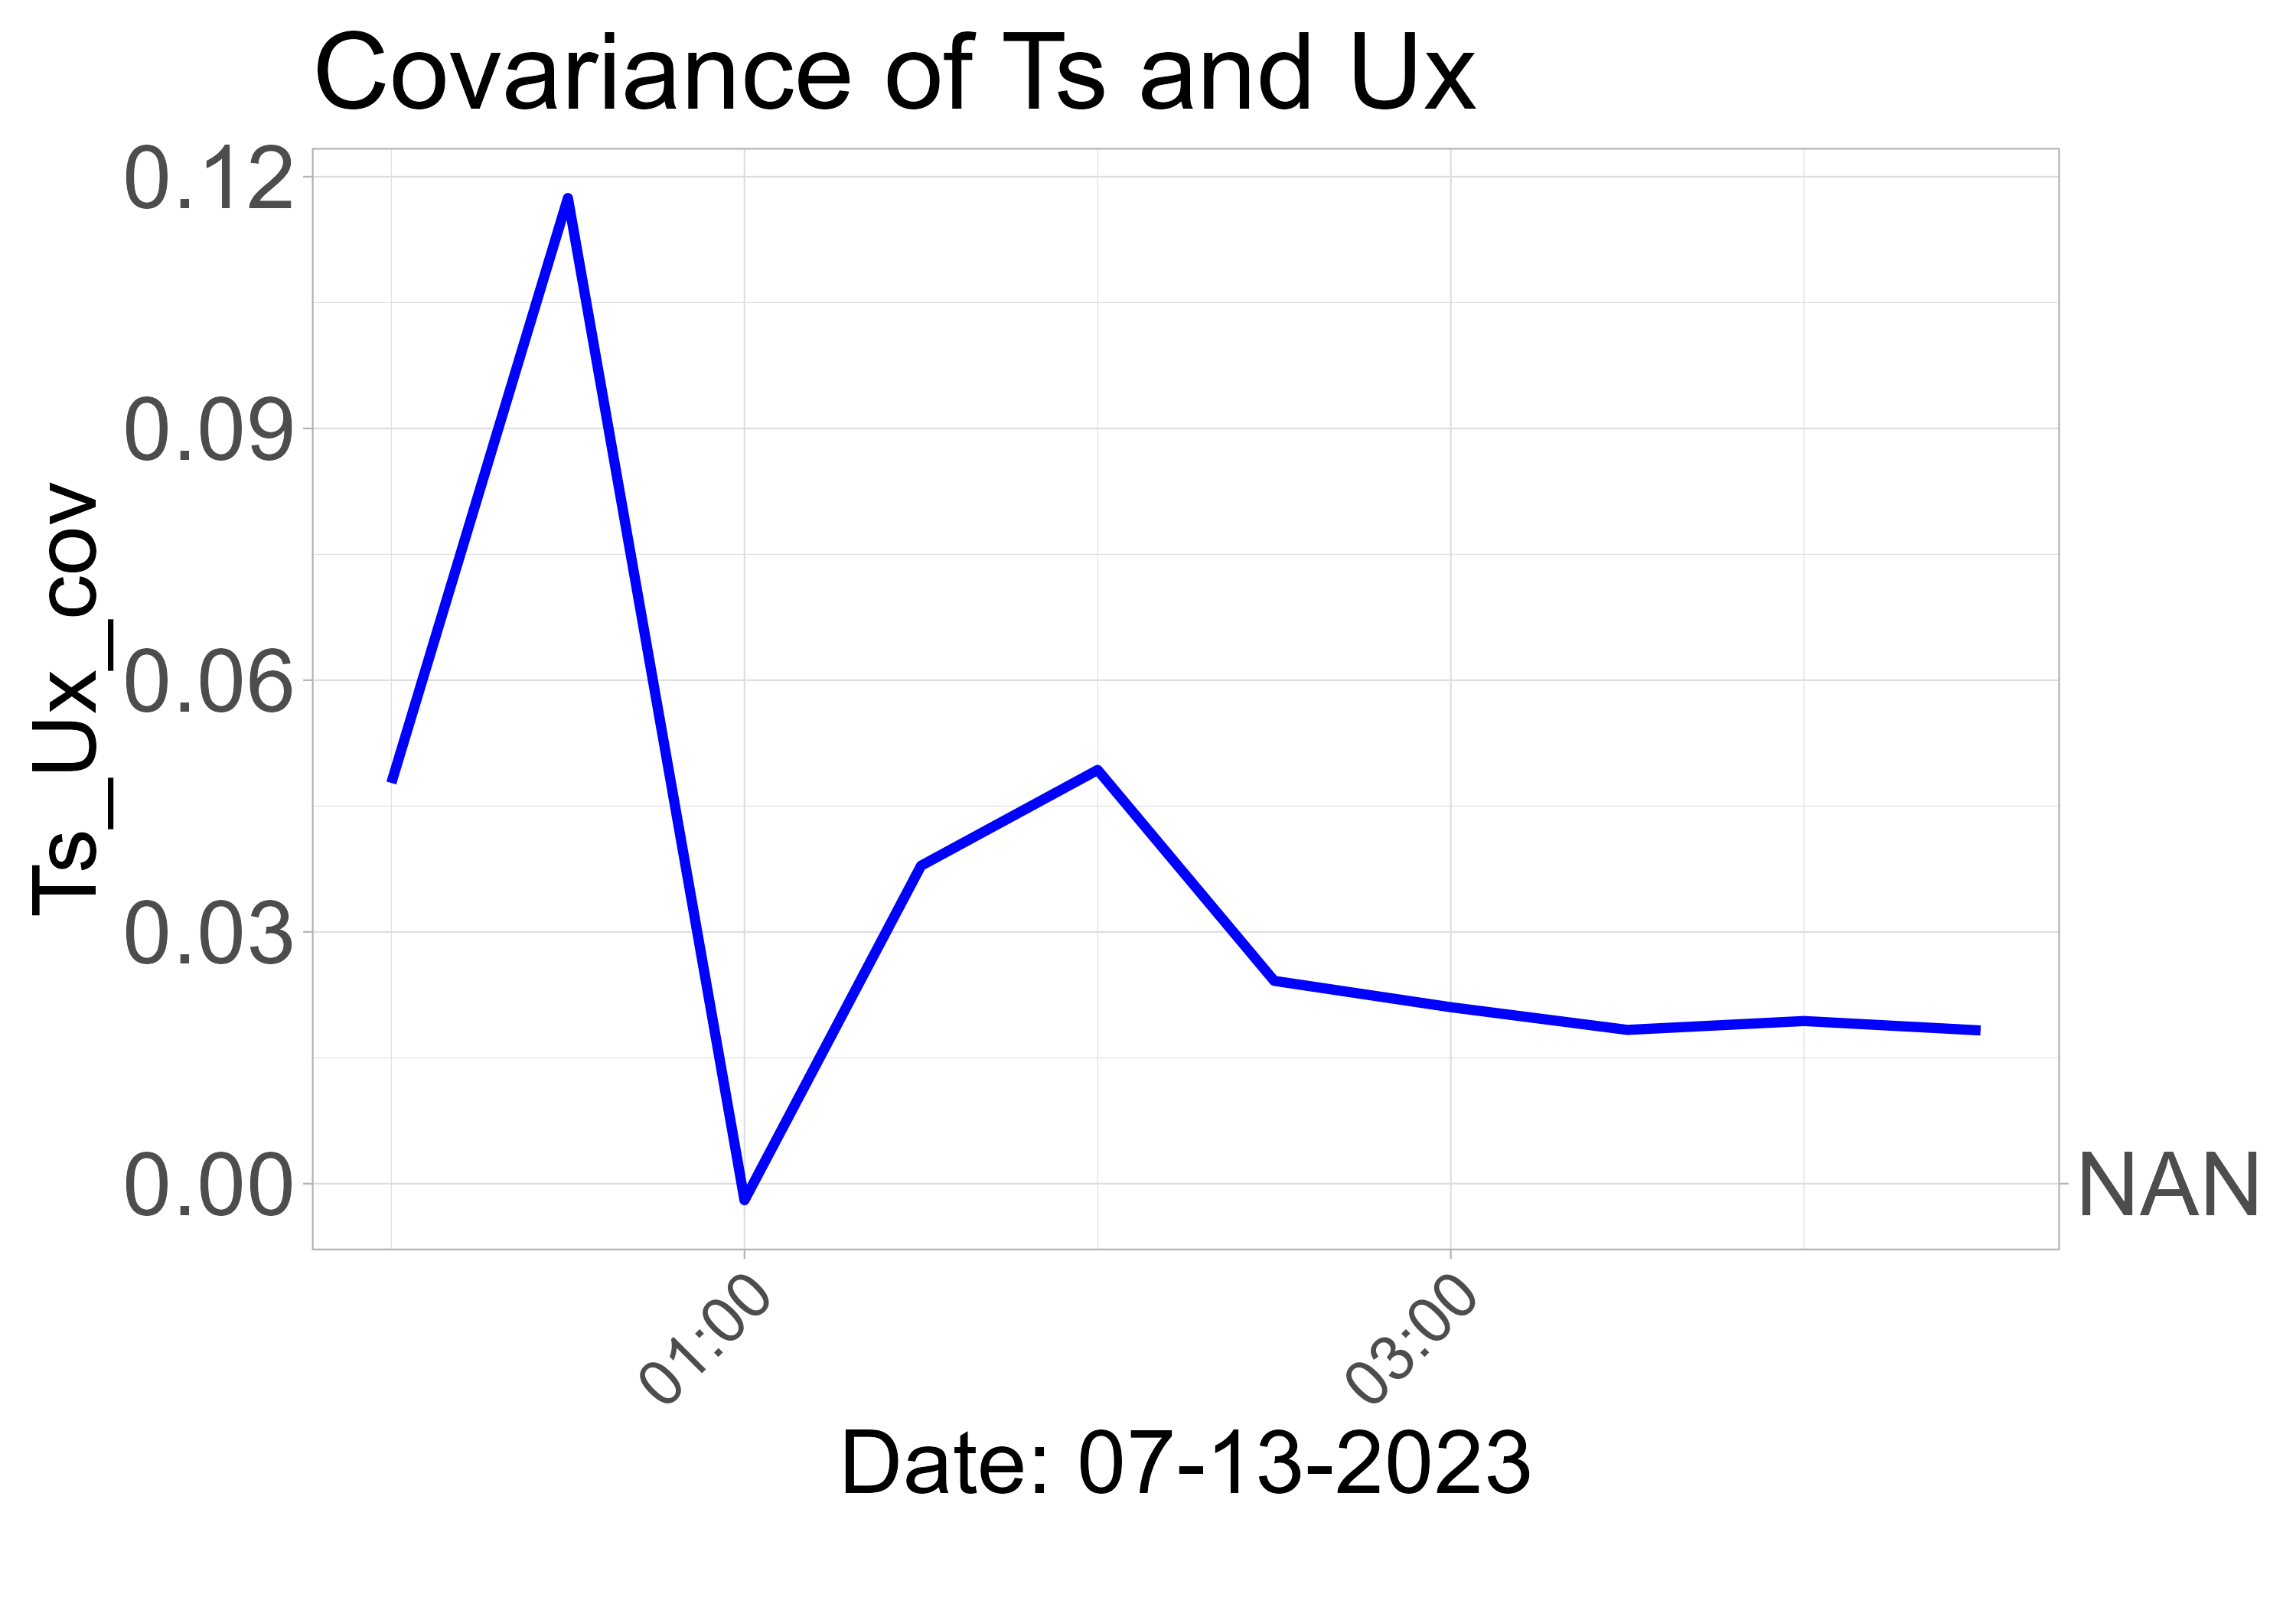 Covariance of Ts and Ux
Ts_Ux_cov
0.12
0.09
0.06
0.03
0.00
NAN
01:00
03:00
Date: 07-13-2023